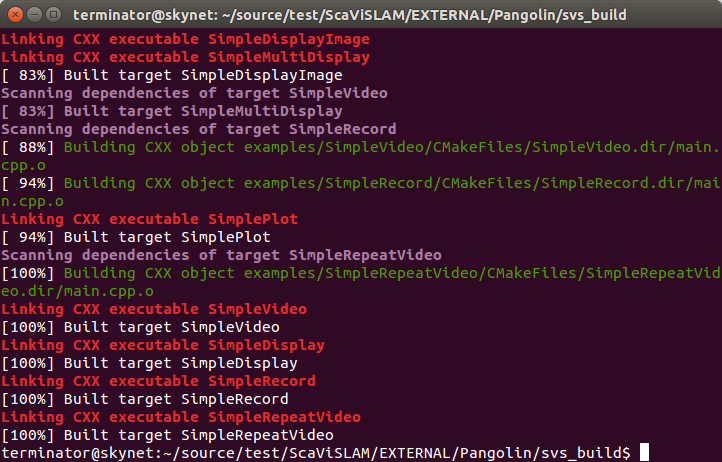 terminator@skynet: ~/source/test/ScaViSLAM/EXTERNAL/Pangolin/svs_build
Linking CXX executable SimpleDisplayImage
Linking CXX executable SimpleMultiDisplay
[ 83%] Built target SimpleDisplayImage
Scanning dependencies of target SimpleVideo
[ 83%] Built target SimpleMultiDisplay
Scanning dependencies of target SimpleRecord
[ 88%] Building CXX object examples/SimpleVideo/CMakeFiles/SimpleVideo.dir/main.
cpp.o
[ 94%] Building CXX object examples/SimpleRecord/CMakeFiles/SimpleRecord.dir/mai
n.cpp.o
Linking CXX executable SimplePlot
[ 94%] Built target SimplePlot
Scanning dependencies of target SimpleRepeatVideo
[100%] Building CXX object examples/SimpleRepeatVideo/CMakeFiles/SimpleRepeatVid
eo.dir/main.cpp.o
Linking CXX executable SimpleVideo
[100%] Built target SimpleVideo
Linking CXX executable SimpleDisplay
[100%] Built target SimpleDisplay
Linking CXX executable SimpleRecord
[100%] Built target SimpleRecord
Linking CXX executable SimpleRepeatVideo
[100%] Built target SimpleRepeatVideo
terminator@skynet:~/source/test/ScaViSLAM/EXTERNAL/Pangolin/svs_build$